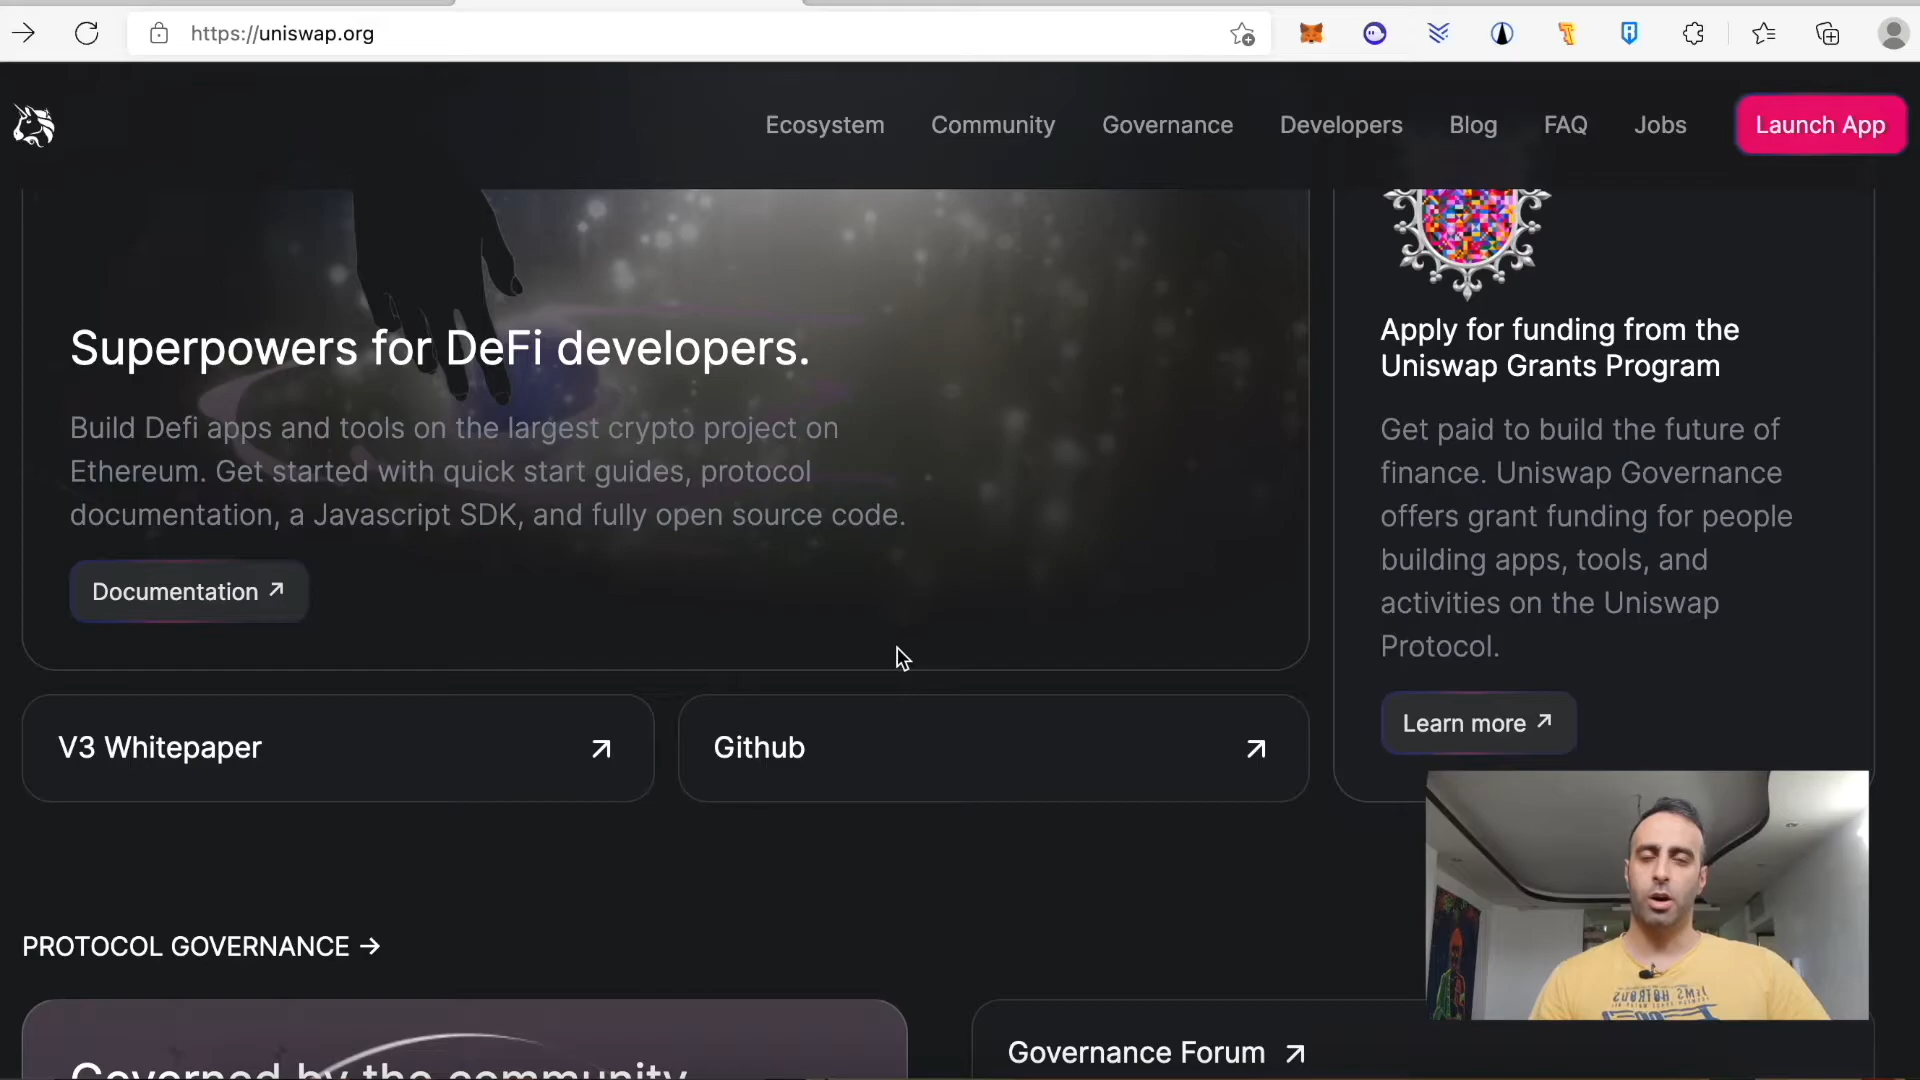 https://uniswap.org
Ecosystem
Community
Governance
Developers
Blog
FAQ
Jobs
Launch App
Superpowers for DeFi developers.
Build Defi apps and tools on the largest crypto project on
Ethereum. Get started with quick start guides, protocol
documentation, a Javascript SDK, and fully open source code.
Documentation ↗
V3 Whitepaper ↗
Github ↗
Apply for funding from the
Uniswap Grants Program
Get paid to build the future of
finance. Uniswap Governance
offers grant funding for people
building apps, tools, and
activities on the Uniswap
Protocol.
Learn more ↗
PROTOCOL GOVERNANCE →
Governed by the community
Governance Forum ↗